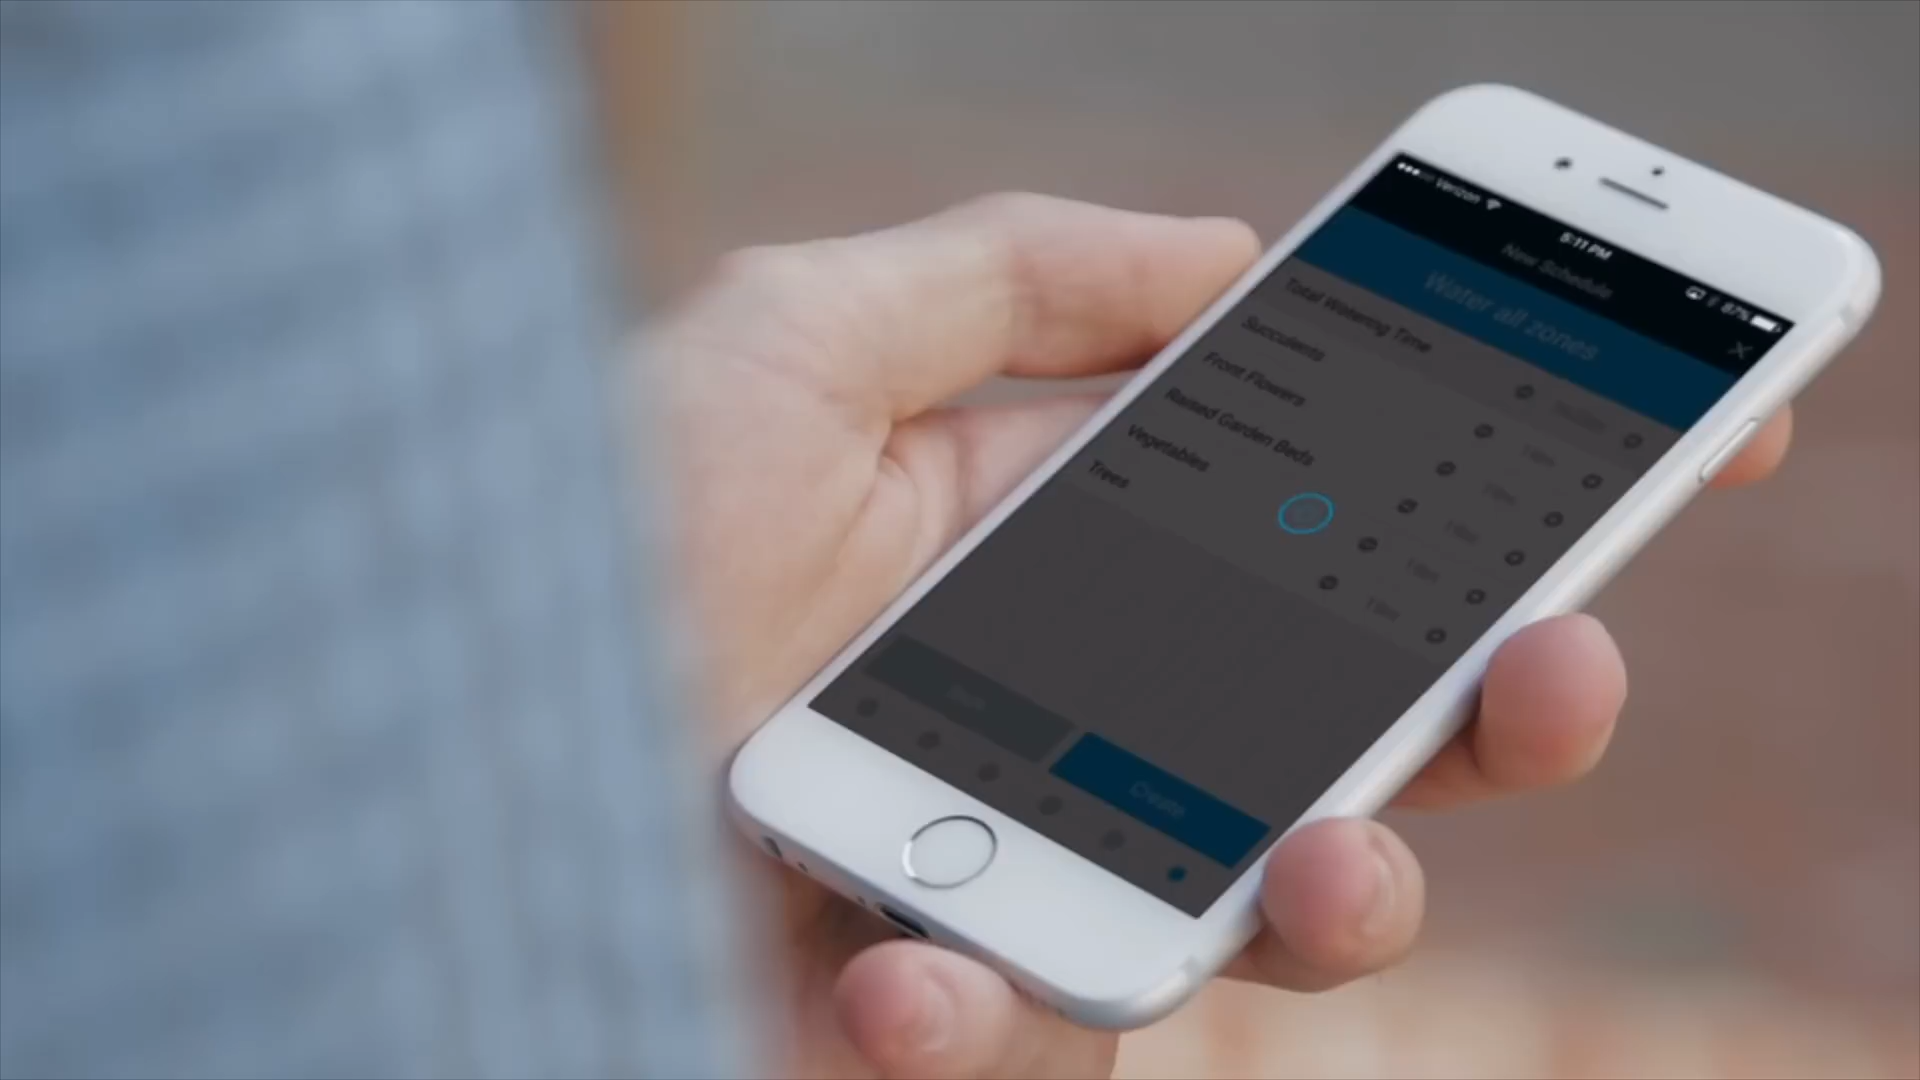 Verizon
5:11 PM
87%
New Schedule
Water all zones
Total Watering Time
Succulents
Front Flowers
Raised Garden Beds
Vegetables
Trees
Create